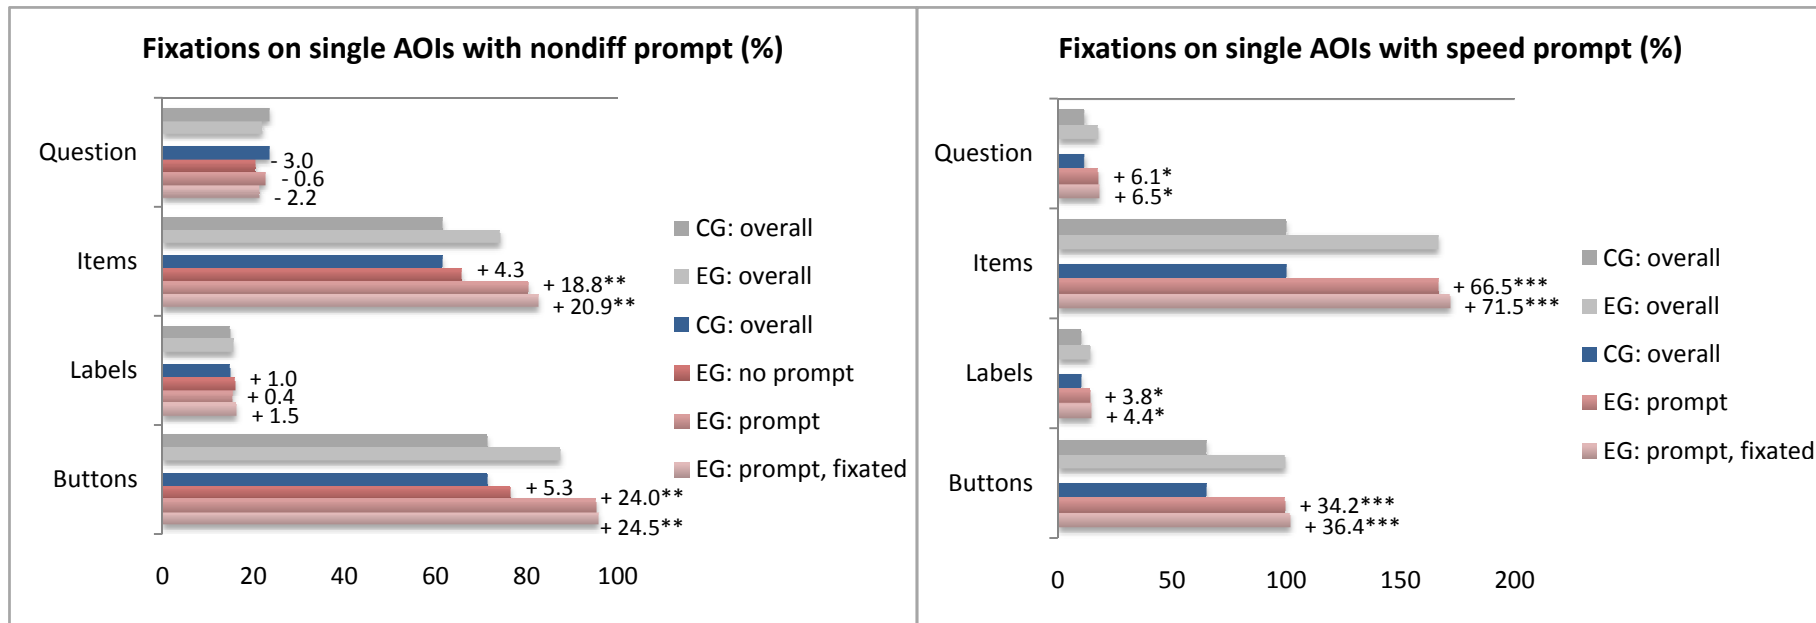 Fixations on single AOIs with nondiff prompt (%)
Question
- 3.0
- 0.6
- 2.2
Items
+ 4.3
+ 18.8**
+ 20.9**
Labels
+ 1.0
+ 0.4
+ 1.5
Buttons
+ 5.3
+ 24.0**
+ 24.5**
0 20 40 60 80 100
CG: overall
EG: overall
CG: overall
EG: no prompt
EG: prompt
EG: prompt, fixated
Fixations on single AOIs with speed prompt (%)
Question
+ 6.1*
+ 6.5*
Items
+ 66.5***
+ 71.5***
Labels
+ 3.8*
+ 4.4*
Buttons
+ 34.2***
+ 36.4***
0 50 100 150 200
CG: overall
EG: overall
CG: overall
EG: prompt
EG: prompt, fixated